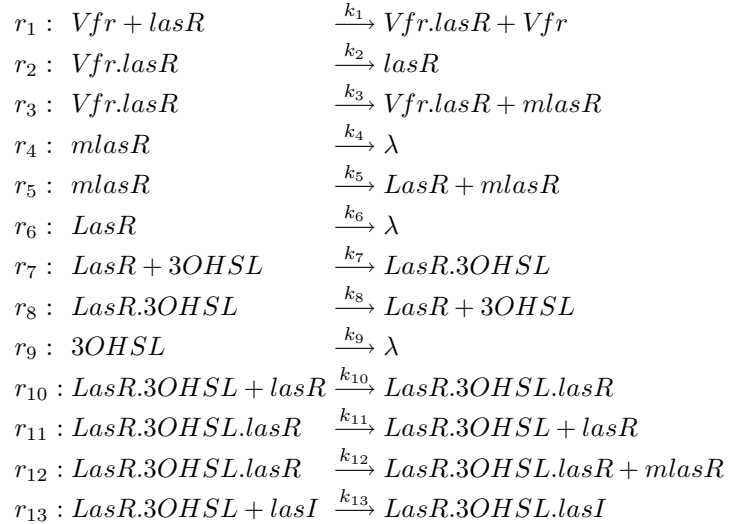 r₁ : Vfr + lasR →^{k₁} Vfr.lasR + Vfr
r₂ : Vfr.lasR →^{k₂} lasR
r₃ : Vfr.lasR →^{k₃} Vfr.lasR + mlasR
r₄ : mlasR →^{k₄} λ
r₅ : mlasR →^{k₅} LasR + mlasR
r₆ : LasR →^{k₆} λ
r₇ : LasR + 3OHSL →^{k₇} LasR.3OHSL
r₈ : LasR.3OHSL →^{k₈} LasR + 3OHSL
r₉ : 3OHSL →^{k₉} λ
r₁₀ : LasR.3OHSL + lasR →^{k₁₀} LasR.3OHSL.lasR
r₁₁ : LasR.3OHSL.lasR →^{k₁₁} LasR.3OHSL + lasR
r₁₂ : LasR.3OHSL.lasR →^{k₁₂} LasR.3OHSL.lasR + mlasR
r₁₃ : LasR.3OHSL + lasI →^{k₁₃} LasR.3OHSL.lasI